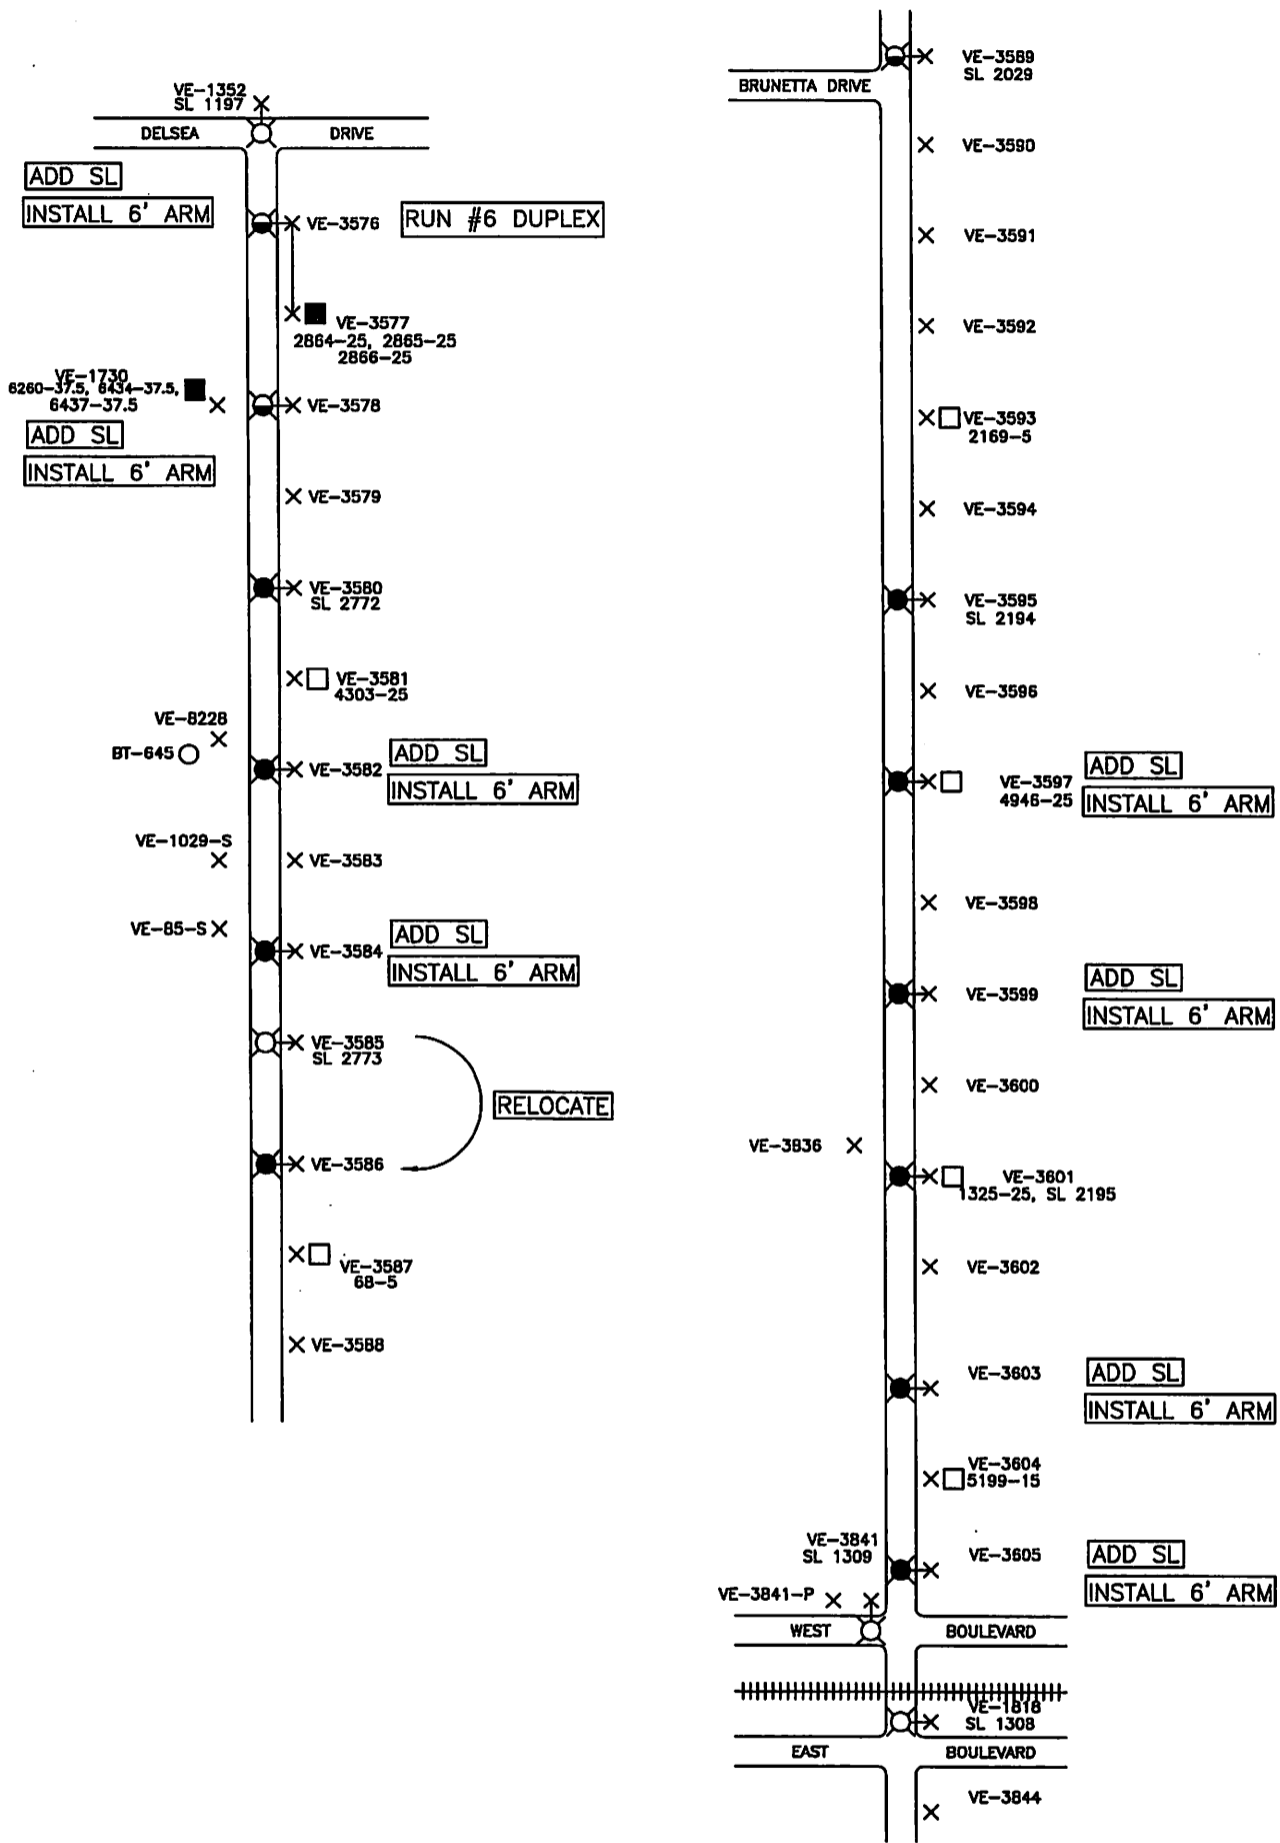 VE-1352
SL 1197
DELSEA DRIVE
ADD SL
INSTALL 6' ARM
VE-3576
RUN #6 DUPLEX
VE-3577
2864-25, 2865-25
2866-25
VE-1730
6260-37.5, 6434-37.5,
6437-37.5
VE-3578
ADD SL
INSTALL 6' ARM
VE-3579
VE-3580
SL 2772
VE-3581
4303-25
VE-8228
BT-645
VE-3582
ADD SL
INSTALL 6' ARM
VE-1029-S
VE-3583
VE-85-S
VE-3584
ADD SL
INSTALL 6' ARM
VE-3585
SL 2773
RELOCATE
VE-3586
VE-3587
68-5
VE-3588
VE-3589
SL 2029
BRUNETTA DRIVE
VE-3590
VE-3591
VE-3592
VE-3593
2169-5
VE-3594
VE-3595
SL 2194
VE-3596
VE-3597
4946-25
ADD SL
INSTALL 6' ARM
VE-3598
VE-3599
ADD SL
INSTALL 6' ARM
VE-3600
VE-3836
VE-3601
1325-25, SL 2195
VE-3602
VE-3603
ADD SL
INSTALL 6' ARM
VE-3604
5199-15
VE-3841
SL 1309
VE-3605
ADD SL
INSTALL 6' ARM
VE-3841-P
WEST BOULEVARD
VE-1818
SL 1308
EAST BOULEVARD
VE-3844